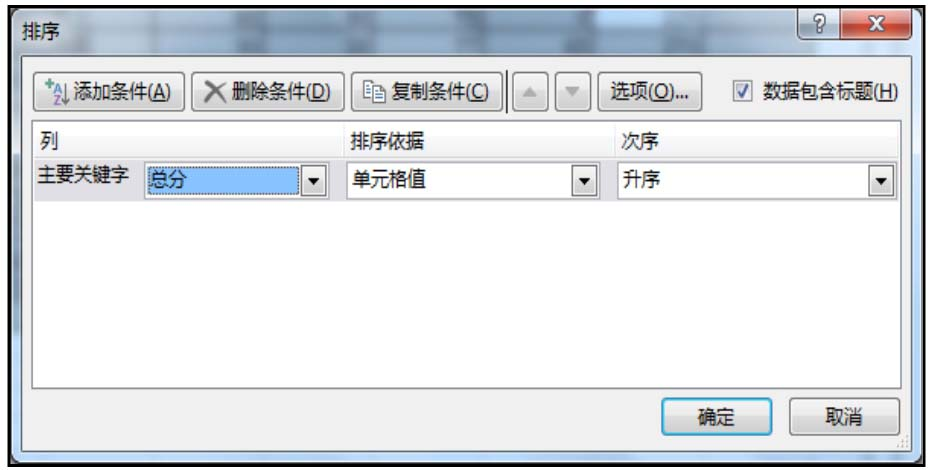 排序
添加条件(A) 删除条件(D) 复制条件(C) 选项(O)... 数据包含标题(H)
列 排序依据 次序
主要关键字 总分 单元格值 升序
确定 取消